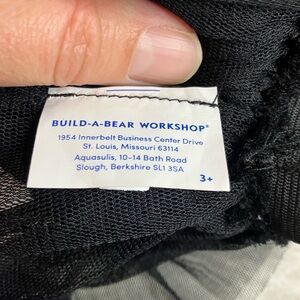 BUILD-A-BEAR WORKSHOP®
1954 Innerbelt Business Center Drive
St. Louis, Missouri 63114
Aquasulis, 10-14 Bath Road
Slough, Berkshire SL1 3SA
3+